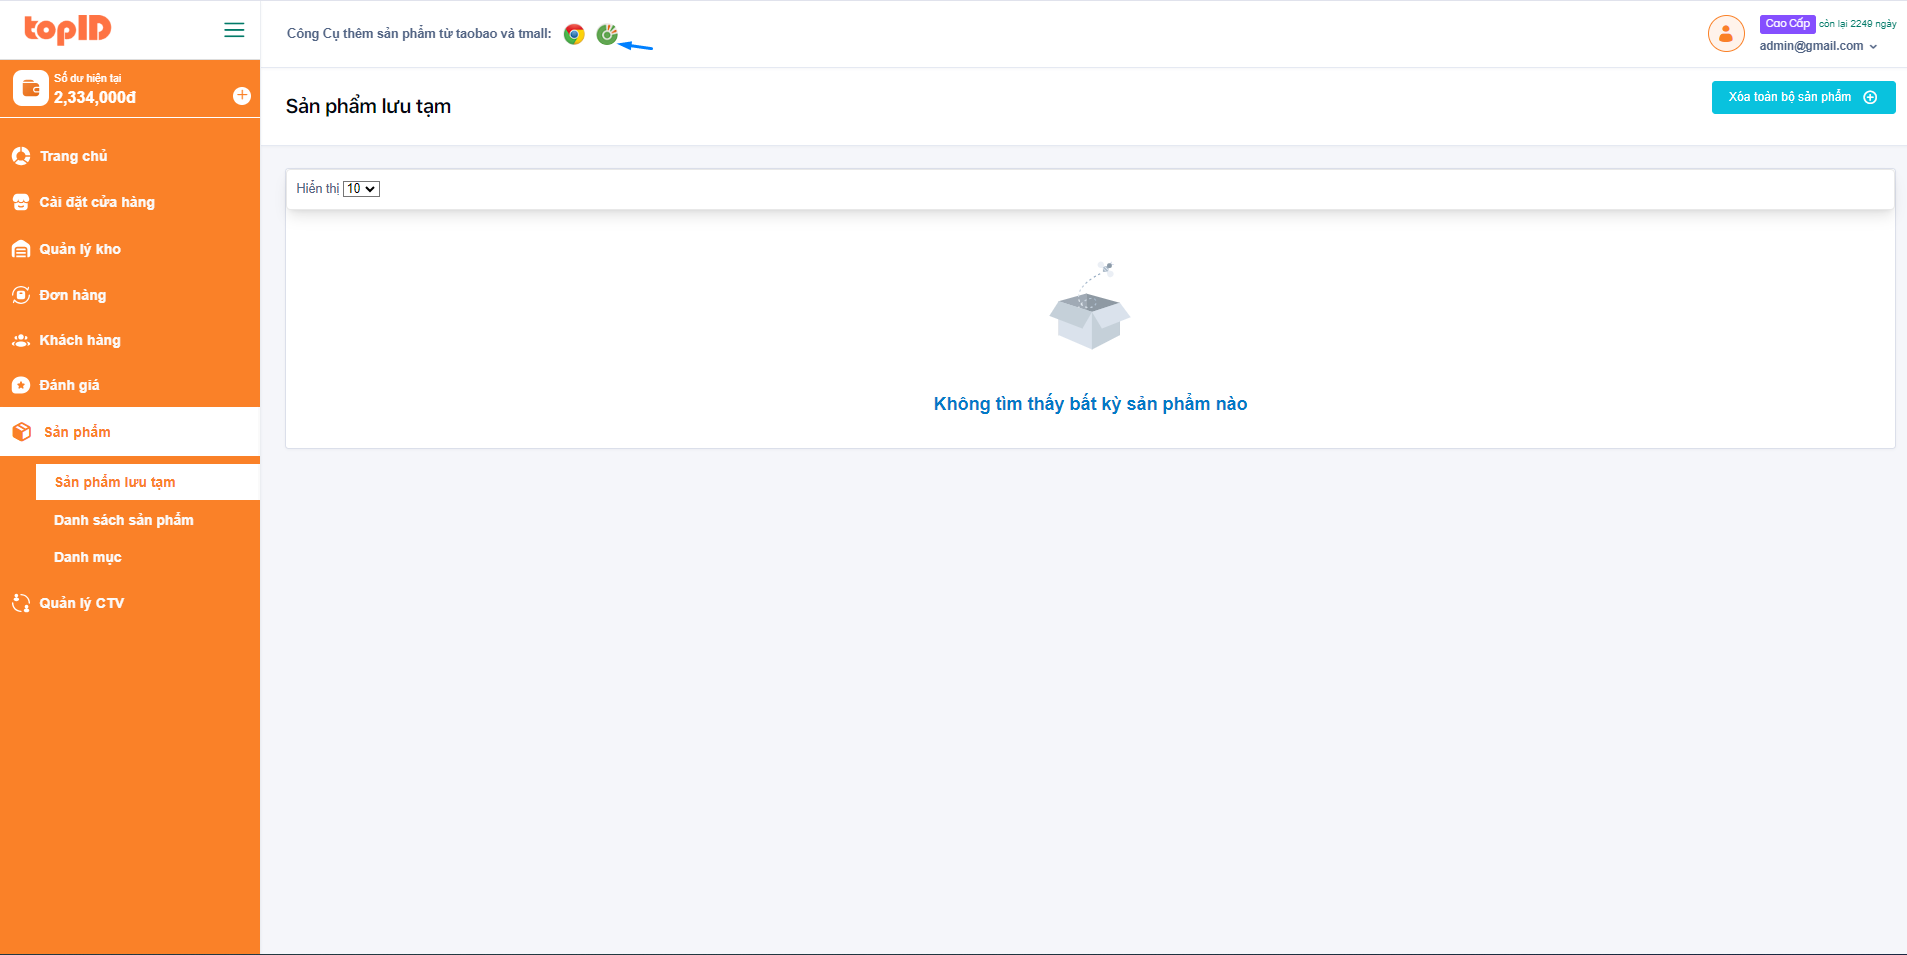 topID
Công Cụ thêm sản phẩm từ taobao và tmall:
Cao Cấp còn lại 2249 ngày
admin@gmail.com
Số dư hiện tại
2,334,000đ
Sản phẩm lưu tạm
Xóa toàn bộ sản phẩm
Trang chủ
Cài đặt cửa hàng
Quản lý kho
Đơn hàng
Khách hàng
Đánh giá
Sản phẩm
Sản phẩm lưu tạm
Danh sách sản phẩm
Danh mục
Quản lý CTV
Hiển thị 10
Không tìm thấy bất kỳ sản phẩm nào